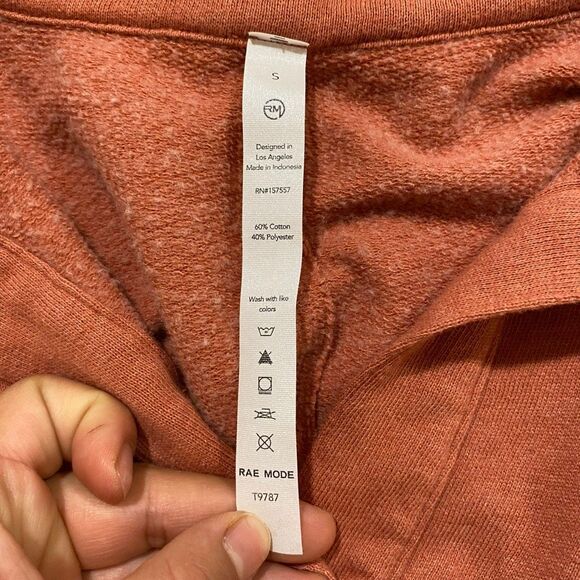 S
RM
Designed in
Los Angeles
Made in Indonesia
RN#157557
60% Cotton
40% Polyester
Wash with like
colors
RAE MODE
T9787